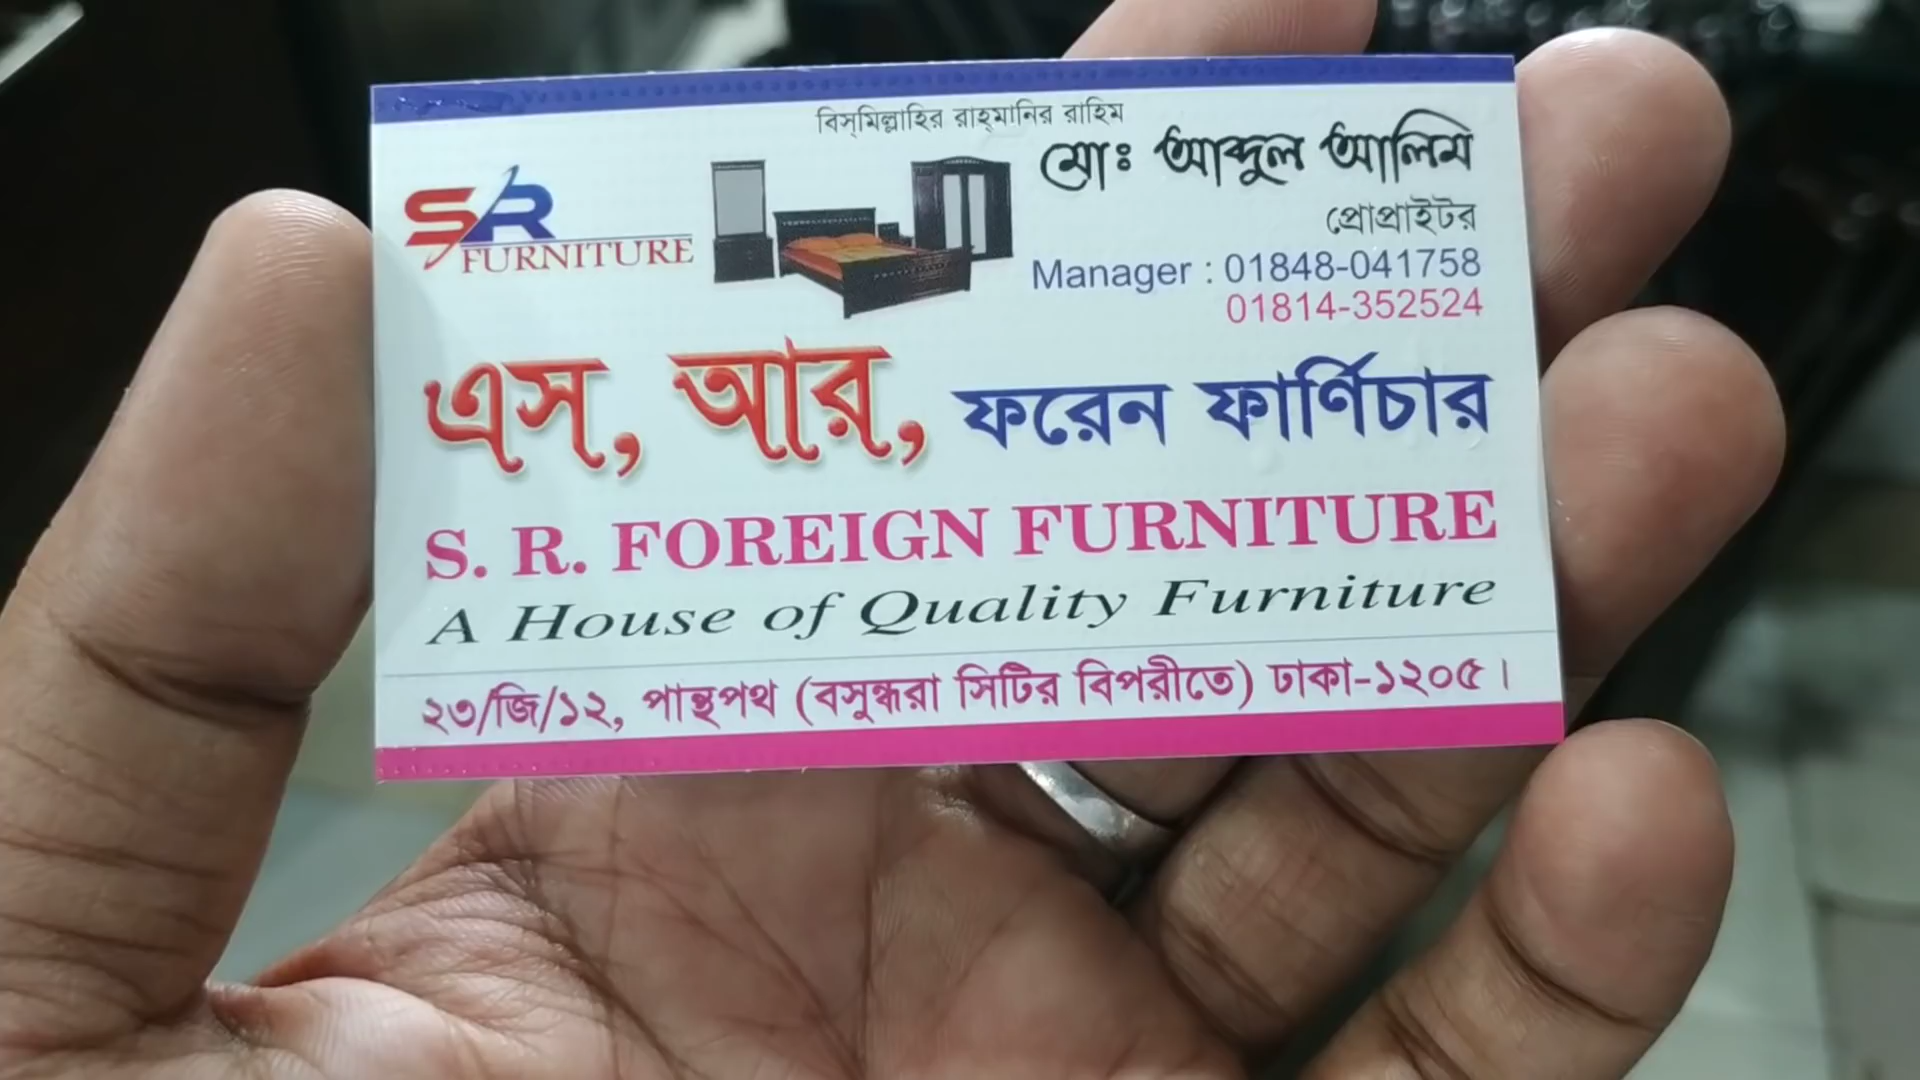 বিস্‌মিল্লাহির রাহ্‌মানির রাহিম
SR
FURNITURE
মোঃ আব্দুল আলিম
প্রোপ্রাইটর
Manager : 01848-041758
01814-352524
এস, আর, ফরেন ফার্ণিচার
S. R. FOREIGN FURNITURE
A House of Quality Furniture
২৩/জি/১২, পান্থপথ (বসুন্ধরা সিটির বিপরীতে) ঢাকা-১২০৫।